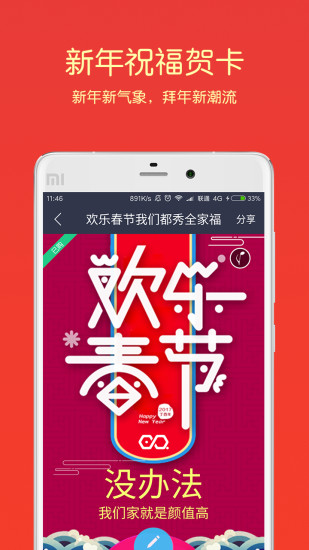 新年祝福贺卡
新年新气象，拜年新潮流
mi
11:46
891K/s
联通
4G
33%
欢乐春节我们都秀全家福
分享
欢乐
春节
2017
Happy
New Year
没办法
我们家就是颜值高